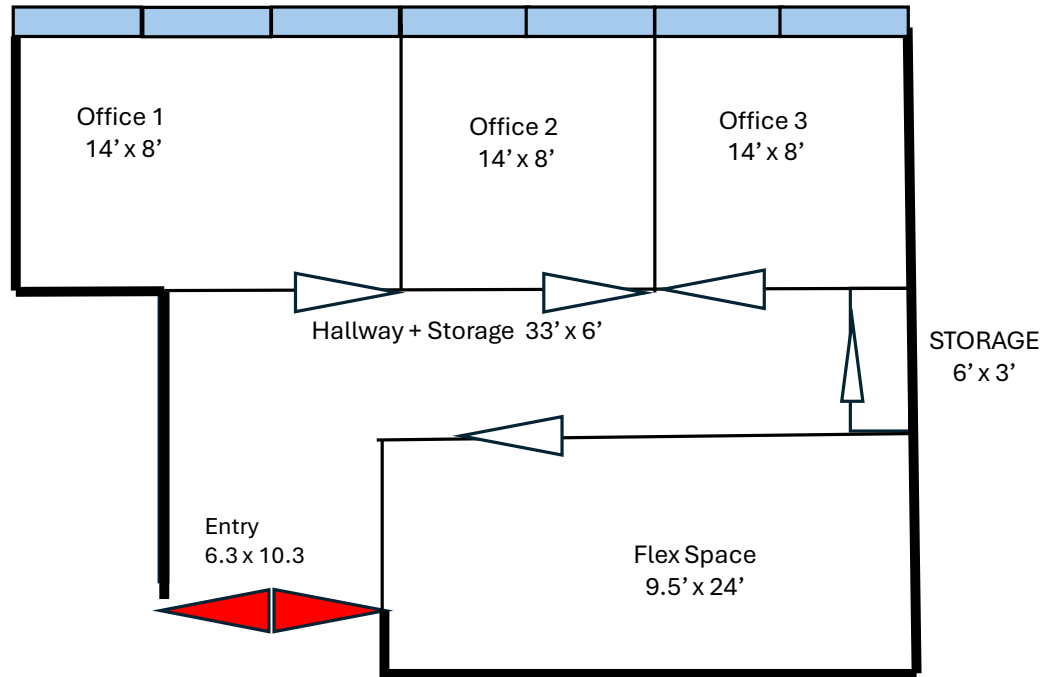 Office 1
14’ x 8’
Office 2
14’ x 8’
Office 3
14’ x 8’
Hallway + Storage 33’ x 6’
STORAGE
6’ x 3’
Entry
6.3 x 10.3
Flex Space
9.5’ x 24’